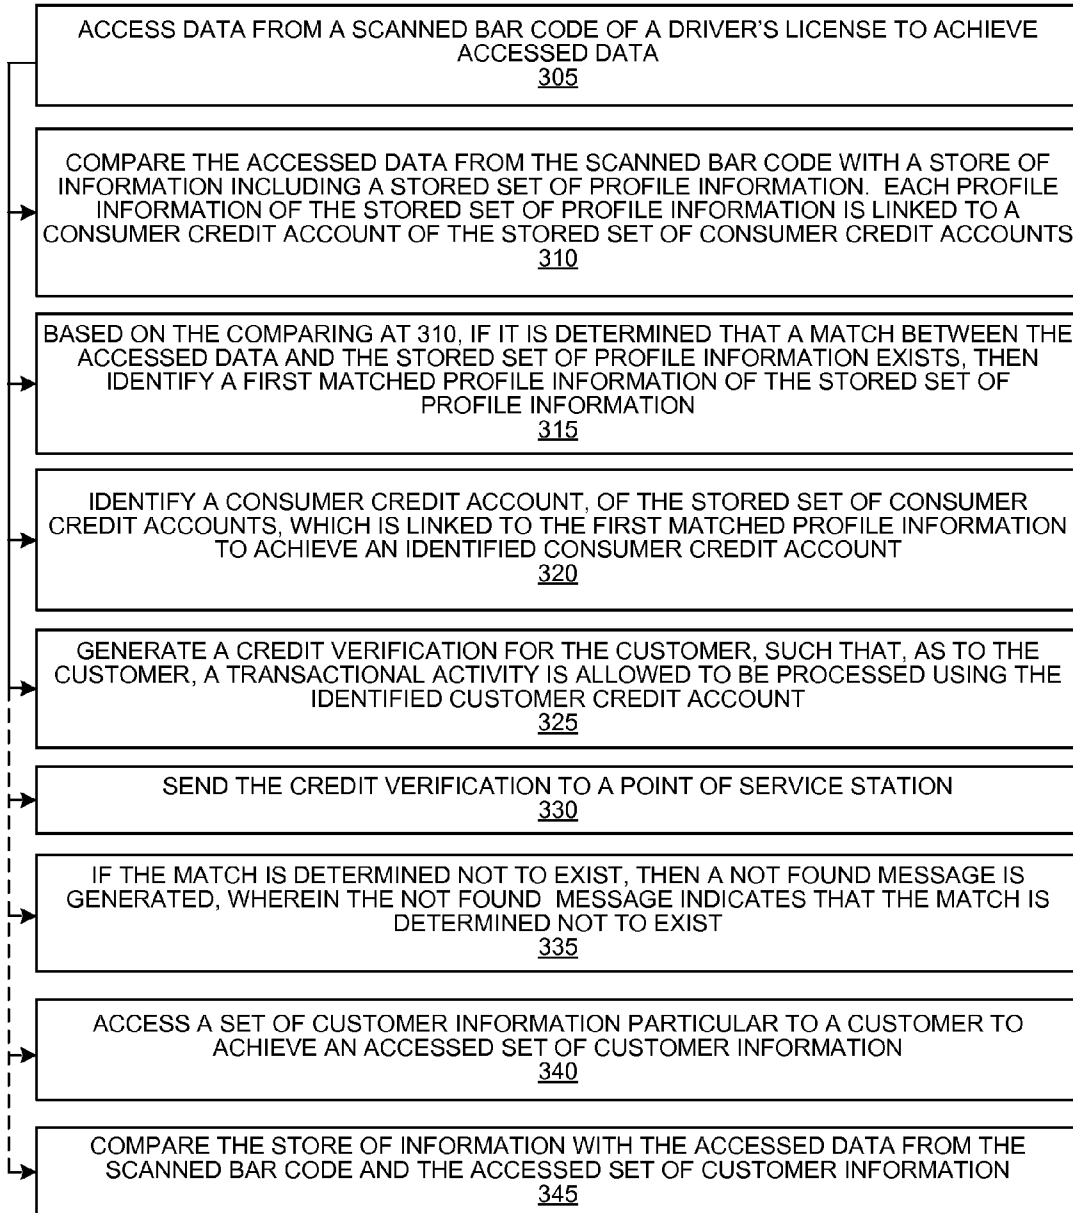 ACCESS DATA FROM A SCANNED BAR CODE OF A DRIVER'S LICENSE TO ACHIEVE
ACCESSED DATA
305
COMPARE THE ACCESSED DATA FROM THE SCANNED BAR CODE WITH A STORE OF
INFORMATION INCLUDING A STORED SET OF PROFILE INFORMATION.  EACH PROFILE
INFORMATION OF THE STORED SET OF PROFILE INFORMATION IS LINKED TO A
CONSUMER CREDIT ACCOUNT OF THE STORED SET OF CONSUMER CREDIT ACCOUNTS
310
BASED ON THE COMPARING AT 310, IF IT IS DETERMINED THAT A MATCH BETWEEN THE
ACCESSED DATA AND THE STORED SET OF PROFILE INFORMATION EXISTS, THEN
IDENTIFY A FIRST MATCHED PROFILE INFORMATION OF THE STORED SET OF
PROFILE INFORMATION
315
IDENTIFY A CONSUMER CREDIT ACCOUNT, OF THE STORED SET OF CONSUMER
CREDIT ACCOUNTS, WHICH IS LINKED TO THE FIRST MATCHED PROFILE INFORMATION
TO ACHIEVE AN IDENTIFIED CONSUMER CREDIT ACCOUNT
320
GENERATE A CREDIT VERIFICATION FOR THE CUSTOMER, SUCH THAT, AS TO THE
CUSTOMER, A TRANSACTIONAL ACTIVITY IS ALLOWED TO BE PROCESSED USING THE
IDENTIFIED CUSTOMER CREDIT ACCOUNT
325
SEND THE CREDIT VERIFICATION TO A POINT OF SERVICE STATION
330
IF THE MATCH IS DETERMINED NOT TO EXIST, THEN A NOT FOUND MESSAGE IS
GENERATED, WHEREIN THE NOT FOUND  MESSAGE INDICATES THAT THE MATCH IS
DETERMINED NOT TO EXIST
335
ACCESS A SET OF CUSTOMER INFORMATION PARTICULAR TO A CUSTOMER TO
ACHIEVE AN ACCESSED SET OF CUSTOMER INFORMATION
340
COMPARE THE STORE OF INFORMATION WITH THE ACCESSED DATA FROM THE
SCANNED BAR CODE AND THE ACCESSED SET OF CUSTOMER INFORMATION
345